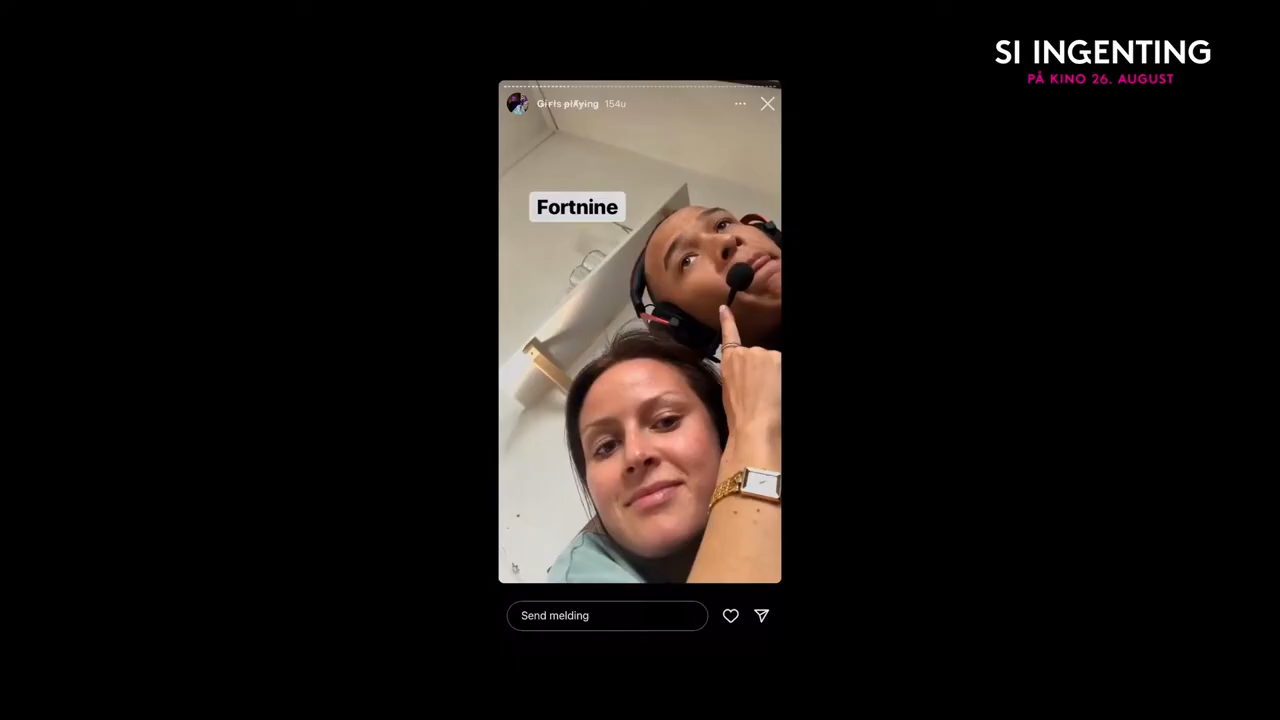 SI INGENTING
PÅ KINO 26. AUGUST
Girls playing 154u
Fortnine
Send melding